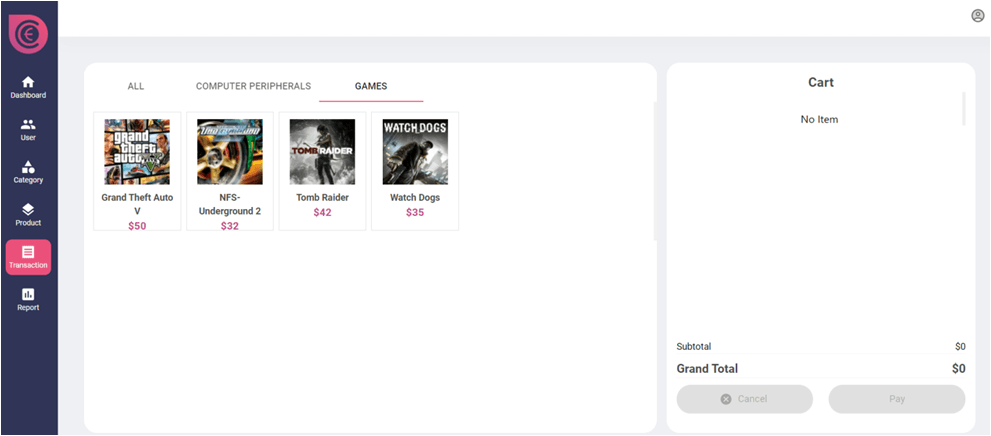 Dashboard
User
Category
Product
Transaction
Report
ALL COMPUTER PERIPHERALS GAMES
grand
theft
auto
V
TOMB RAIDER
WATCH DOGS
Grand Theft Auto
V
$50
NFS-
Underground 2
$32
Tomb Raider
$42
Watch Dogs
$35
Cart
No Item
Subtotal $0
Grand Total $0
Cancel Pay